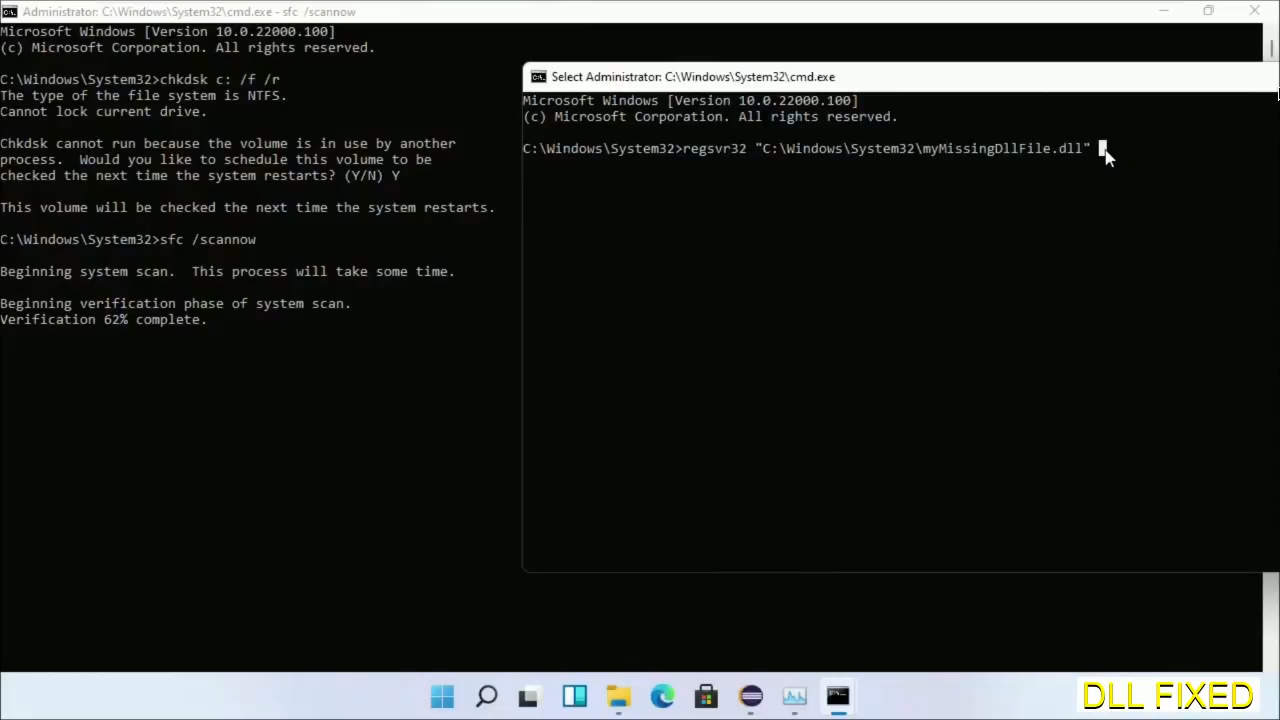 Administrator: C:\Windows\System32\cmd.exe - sfc /scannow
Microsoft Windows [Version 10.0.22000.100]
(c) Microsoft Corporation. All rights reserved.
C:\Windows\System32>chkdsk c: /f /r
The type of the file system is NTFS.
Cannot lock current drive.
Chkdsk cannot run because the volume is in use by another
process.  Would you like to schedule this volume to be
checked the next time the system restarts? (Y/N) Y
This volume will be checked the next time the system restarts.
C:\Windows\System32>sfc /scannow
Beginning system scan.  This process will take some time.
Beginning verification phase of system scan.
Verification 62% complete.
Select Administrator: C:\Windows\System32\cmd.exe
Microsoft Windows [Version 10.0.22000.100]
(c) Microsoft Corporation. All rights reserved.
C:\Windows\System32>regsvr32 "C:\Windows\System32\myMissingDllFile.dll"
DLL FIXED